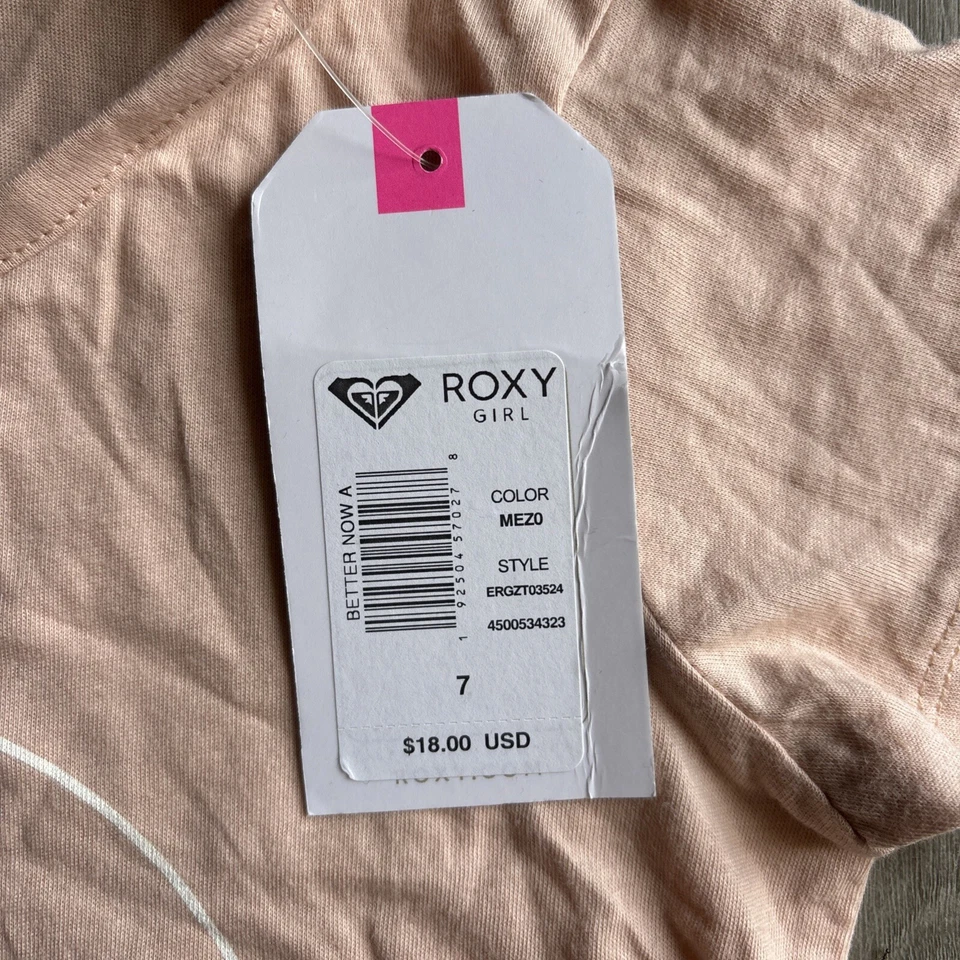 ROXY
GIRL
BETTER NOW A
1 92504 57027 8
COLOR
MEZ0
STYLE
ERGZT03524
4500534323
7
$18.00 USD